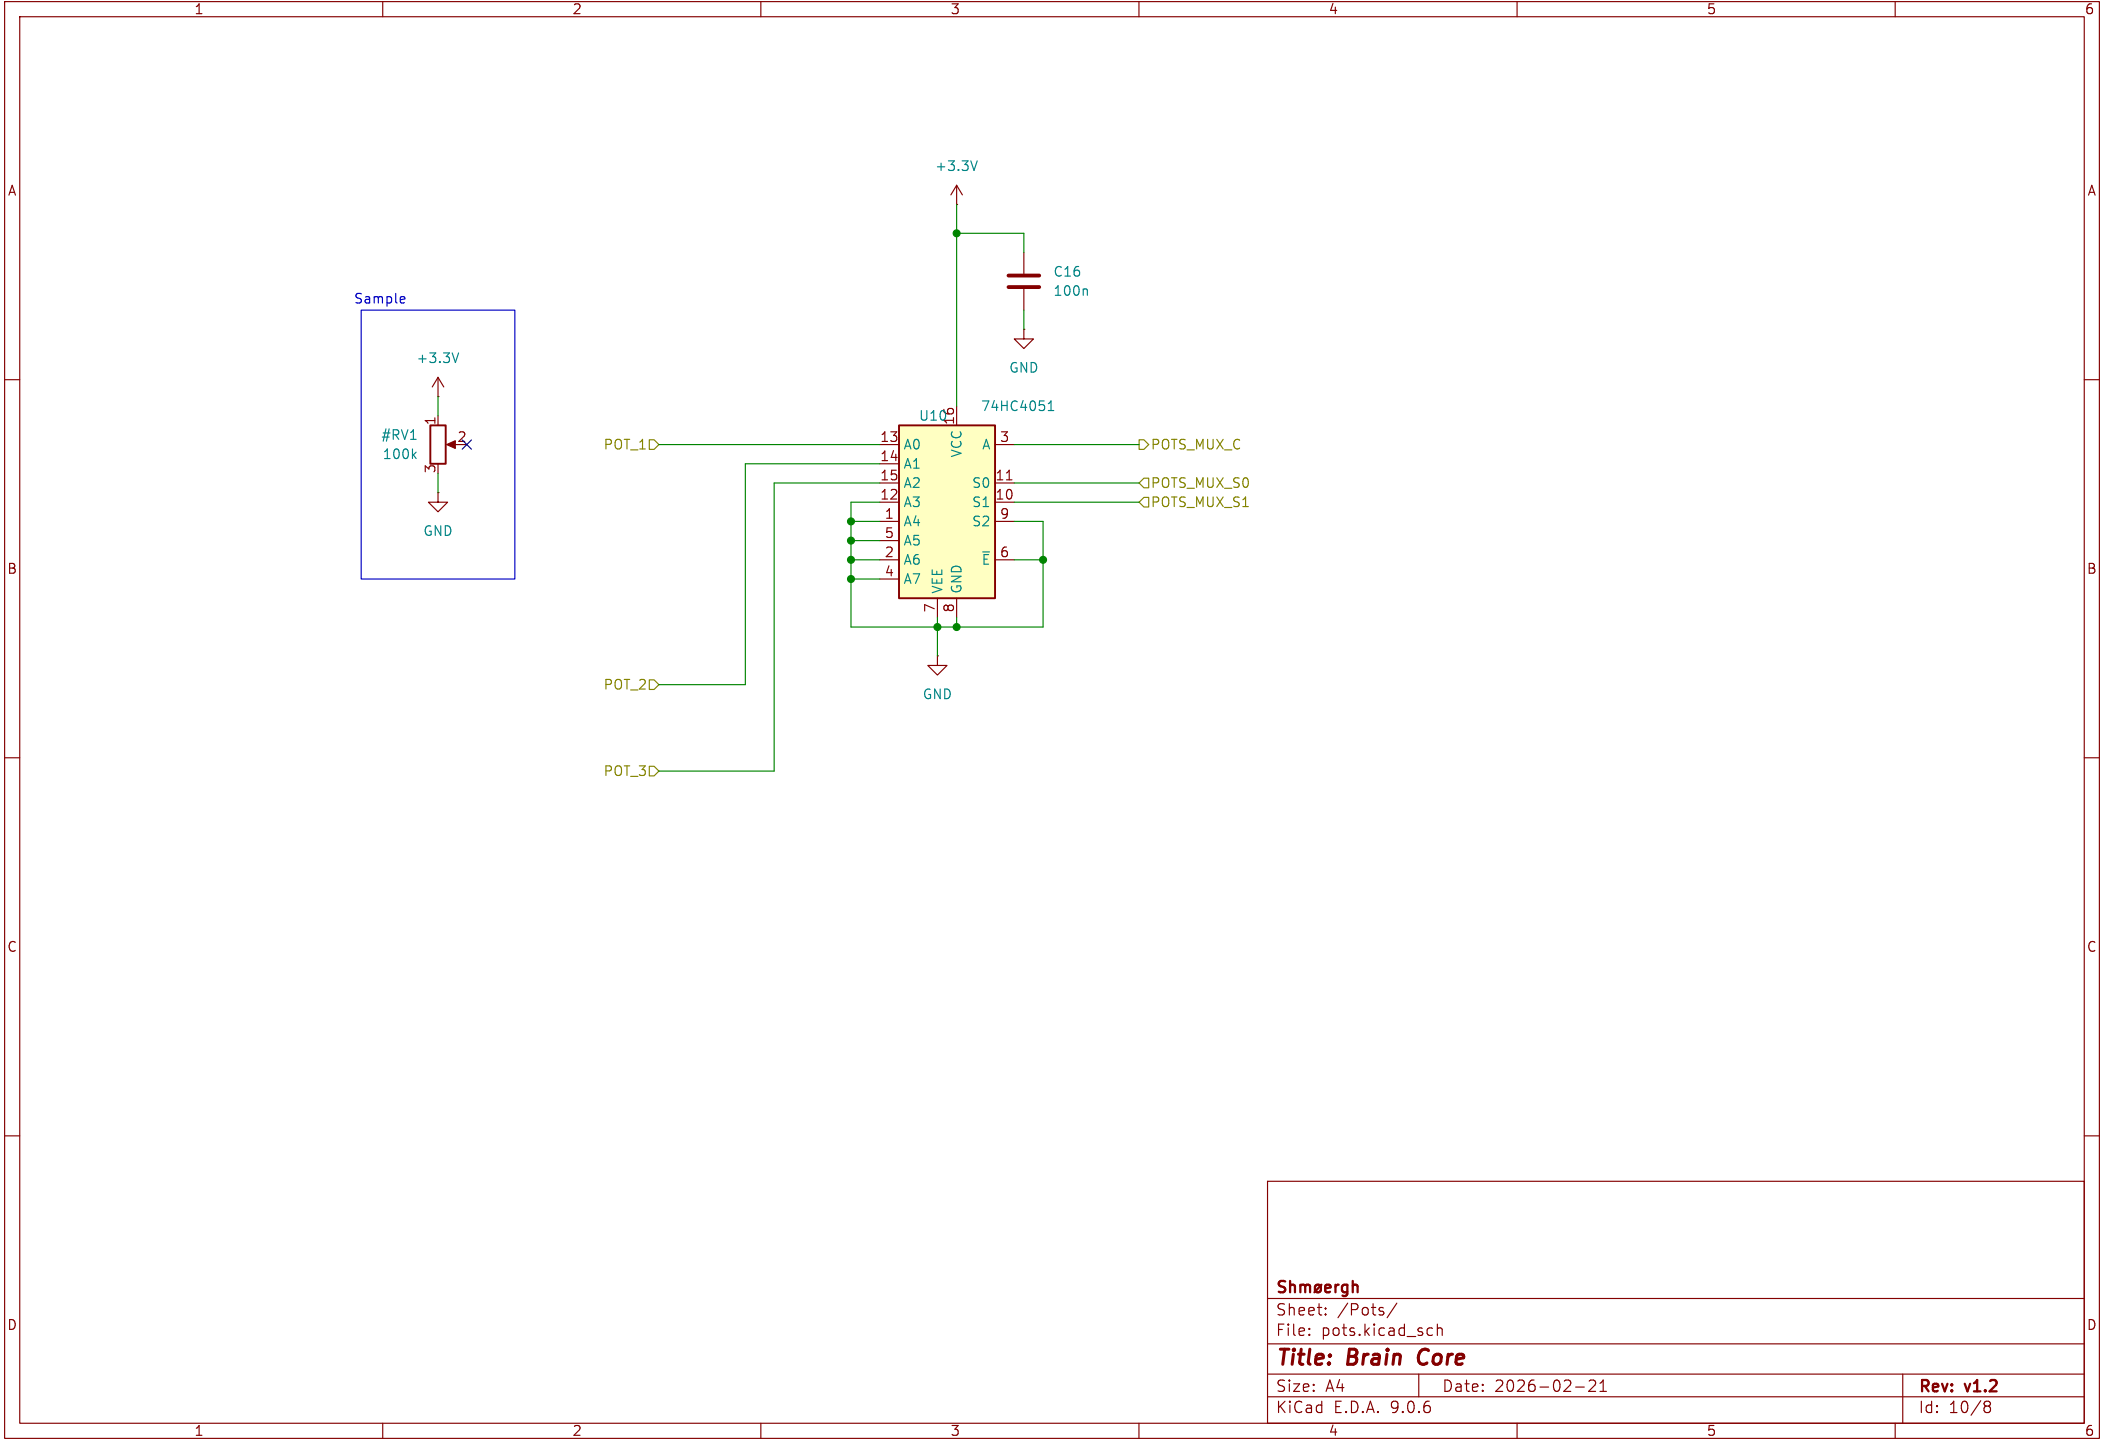 1 2 3 4 5 6
A A
+3.3V
C16
100n
GND
Sample
+3.3V
1
#RV1
100k
2
3
GND
U10
74HC4051
16
VCC
POT_1
13 A0
14 A1
15 A2
12 A3
1 A4
5 A5
2 A6
4 A7
A 3
POTS_MUX_C
S0 11
POTS_MUX_S0
S1 10
POTS_MUX_S1
S2 9
E 6
VEE
GND
7
8
GND
B B
POT_2
POT_3
C C
D D
Shmøergh
Sheet: /Pots/
File: pots.kicad_sch
Title: Brain Core
Size: A4
Date: 2026-02-21
Rev: v1.2
KiCad E.D.A. 9.0.6
Id: 10/8
1 2 3 4 5 6